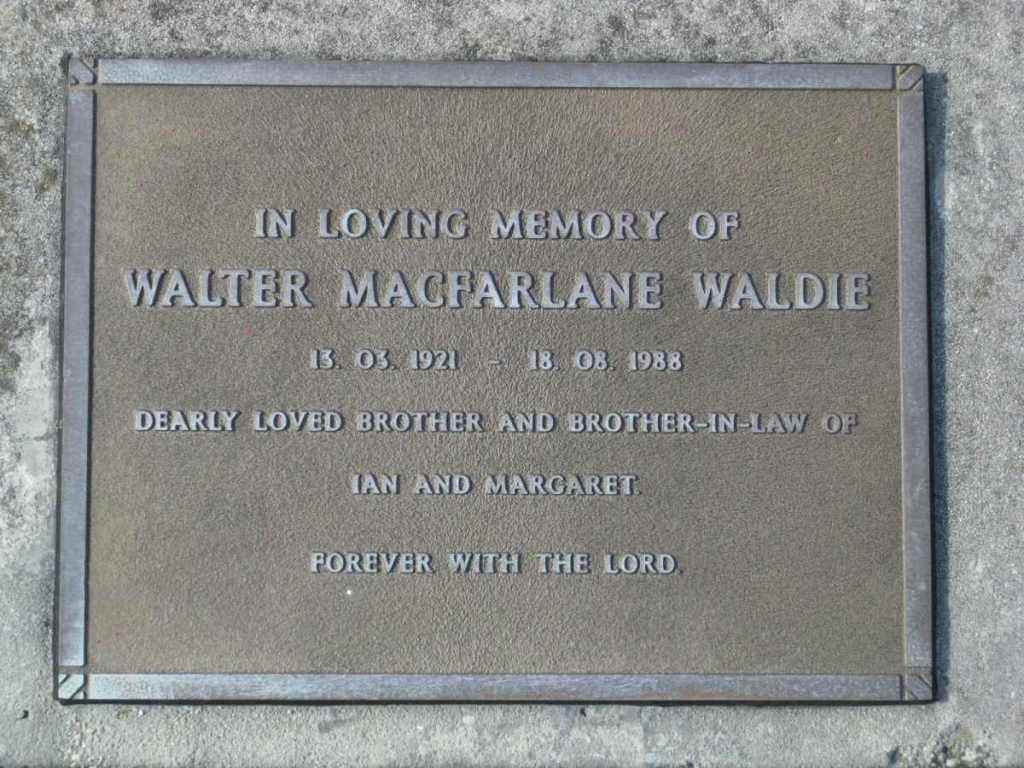 IN LOVING MEMORY OF
WALTER MACFARLANE WALDIE
13. 03. 1921 - 18. 08. 1988
DEARLY LOVED BROTHER AND BROTHER-IN-LAW OF
IAN AND MARGARET.
FOREVER WITH THE LORD.